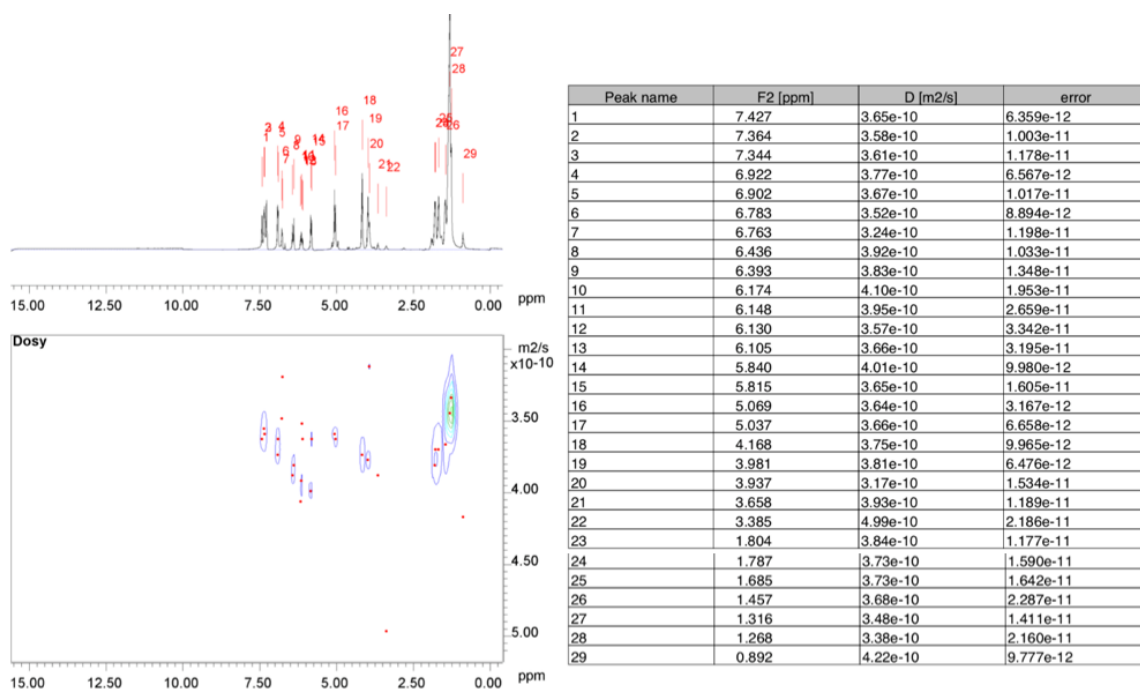 27
28
18
16
19
17
20
21
22
29
25
26
4
5
6
7
9
8
1
14
15.00
10.00
7.50
5.00
2.50
0.00
ppm
Dosy
m2/s
x10-10
3.50
4.00
4.50
5.00
15.00
12.50
10.00
7.50
5.00
2.50
0.00
ppm
Peak name F2 [ppm] D [m2/s] error
1 7.427 3.65e-10 6.359e-12
2 7.364 3.58e-10 1.003e-11
3 7.344 3.61e-10 1.178e-11
4 6.922 3.77e-10 6.567e-12
5 6.902 3.67e-10 1.017e-11
6 6.783 3.52e-10 8.894e-12
7 6.763 3.24e-10 1.198e-11
8 6.436 3.92e-10 1.033e-11
9 6.393 3.83e-10 1.348e-11
10 6.174 4.10e-10 1.953e-11
11 6.148 3.95e-10 2.659e-11
12 6.130 3.57e-10 3.342e-11
13 6.105 3.66e-10 3.195e-11
14 5.840 4.01e-10 9.980e-12
15 5.815 3.65e-10 1.605e-11
16 5.069 3.64e-10 3.167e-12
17 5.037 3.66e-10 6.658e-12
18 4.168 3.75e-10 9.965e-12
19 3.981 3.81e-10 6.476e-12
20 3.937 3.17e-10 1.534e-11
21 3.658 3.93e-10 1.189e-11
22 3.385 4.99e-10 2.186e-11
23 1.804 3.84e-10 1.177e-11
24 1.787 3.73e-10 1.590e-11
25 1.685 3.73e-10 1.642e-11
26 1.457 3.68e-10 2.287e-11
27 1.316 3.48e-10 1.411e-11
28 1.268 3.38e-10 2.160e-11
29 0.892 4.22e-10 9.777e-12